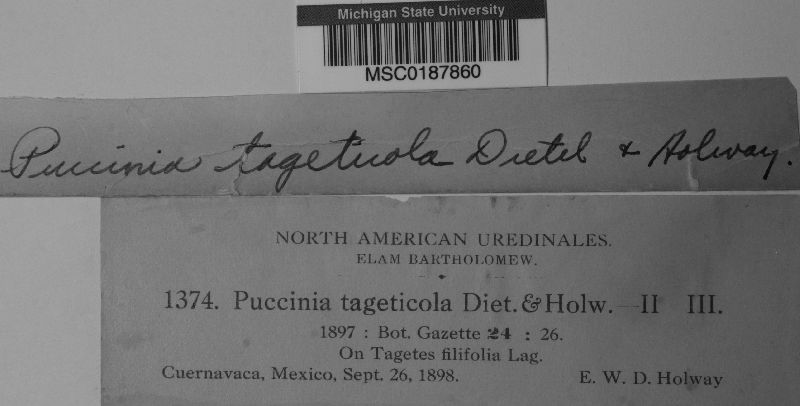 Michigan State University
MSC0187860
Puccinia tageticola Dietel & Holway.
NORTH AMERICAN UREDINALES.
ELAM BARTHOLOMEW.
1374. Puccinia tageticola Diet. & Holw.—II III.
1897 : Bot. Gazette 24 : 26.
On Tagetes filifolia Lag.
Cuernavaca, Mexico, Sept. 26, 1898. E. W. D. Holway